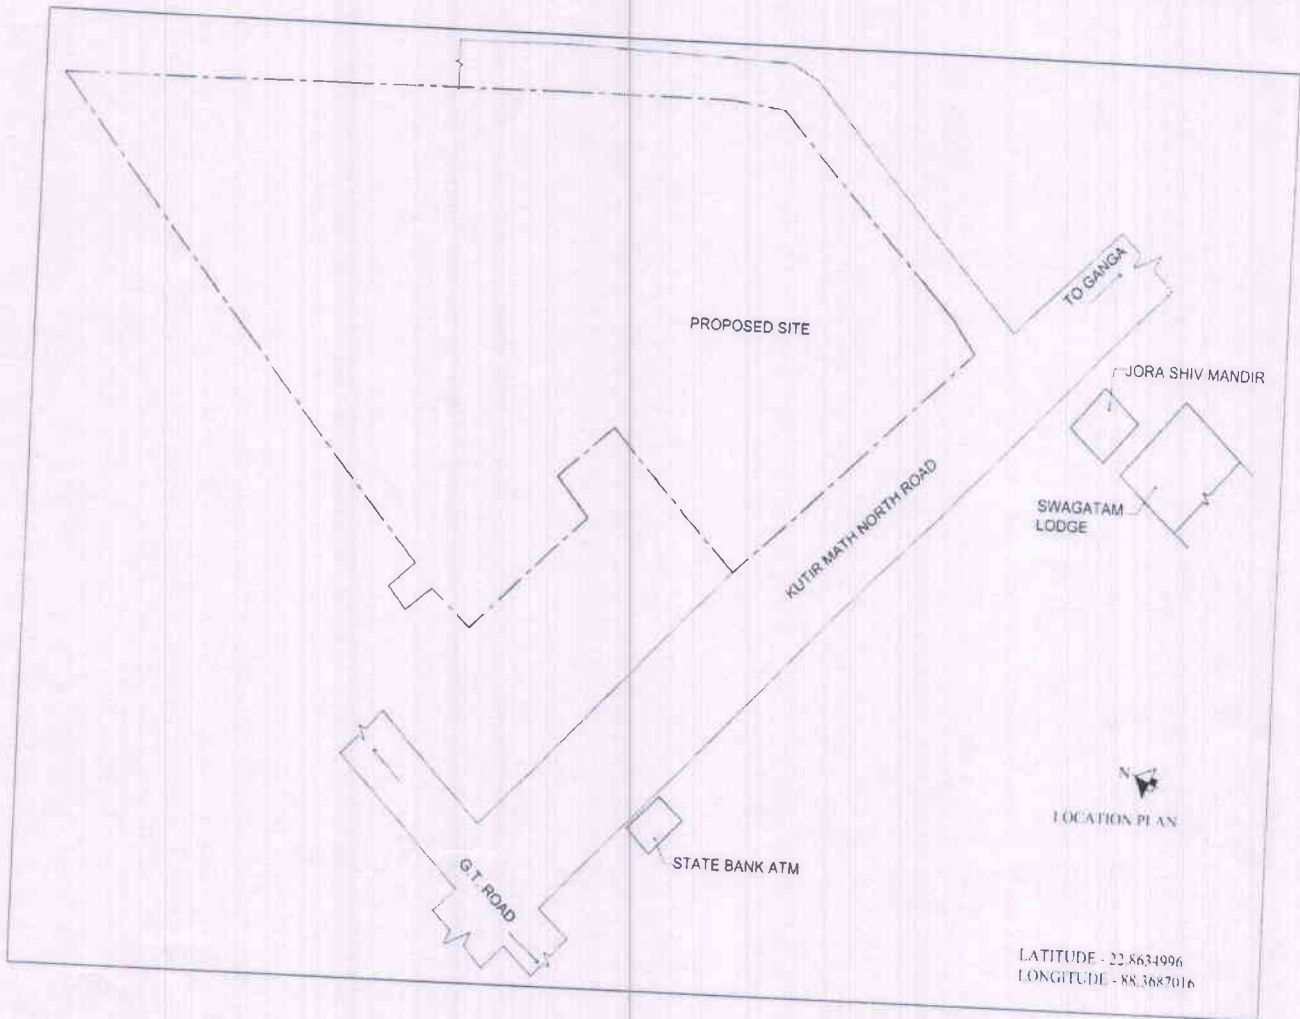 TO GANGA
PROPOSED SITE
JORA SHIV MANDIR
KUTIR MATH NORTH ROAD
SWAGATAM
LODGE
N
LOCATION PLAN
STATE BANK ATM
G.T. ROAD
LATITUDE - 22.8634996
LONGITUDE - 88.3687016